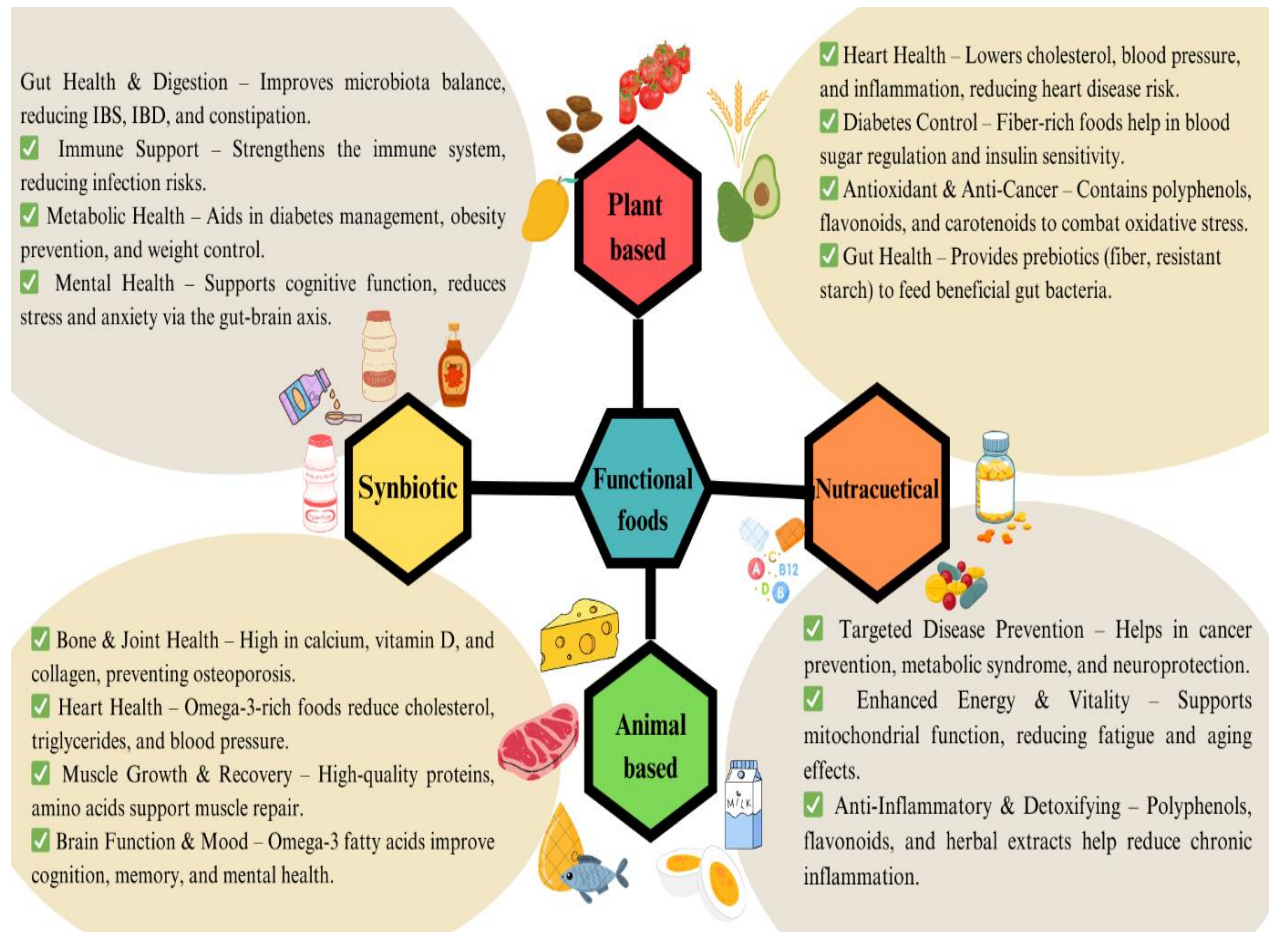 Gut Health & Digestion – Improves microbiota balance,
reducing IBS, IBD, and constipation.
✅ Immune Support – Strengthens the immune system,
reducing infection risks.
✅ Metabolic Health – Aids in diabetes management, obesity
prevention, and weight control.
✅ Mental Health – Supports cognitive function, reduces
stress and anxiety via the gut-brain axis.
✅ Heart Health – Lowers cholesterol, blood pressure,
and inflammation, reducing heart disease risk.
✅ Diabetes Control – Fiber-rich foods help in blood
sugar regulation and insulin sensitivity.
✅ Antioxidant & Anti-Cancer – Contains polyphenols,
flavonoids, and carotenoids to combat oxidative stress.
✅ Gut Health – Provides prebiotics (fiber, resistant
starch) to feed beneficial gut bacteria.
Plant
based
Synbiotic
Functional
foods
Nutracuetical
C
A
B12
D
B
Animal
based
MILK
✅ Bone & Joint Health – High in calcium, vitamin D, and
collagen, preventing osteoporosis.
✅ Heart Health – Omega-3-rich foods reduce cholesterol,
triglycerides, and blood pressure.
✅ Muscle Growth & Recovery – High-quality proteins,
amino acids support muscle repair.
✅ Brain Function & Mood – Omega-3 fatty acids improve
cognition, memory, and mental health.
✅ Targeted Disease Prevention – Helps in cancer
prevention, metabolic syndrome, and neuroprotection.
✅ Enhanced Energy & Vitality – Supports
mitochondrial function, reducing fatigue and aging
effects.
✅ Anti-Inflammatory & Detoxifying – Polyphenols,
flavonoids, and herbal extracts help reduce chronic
inflammation.